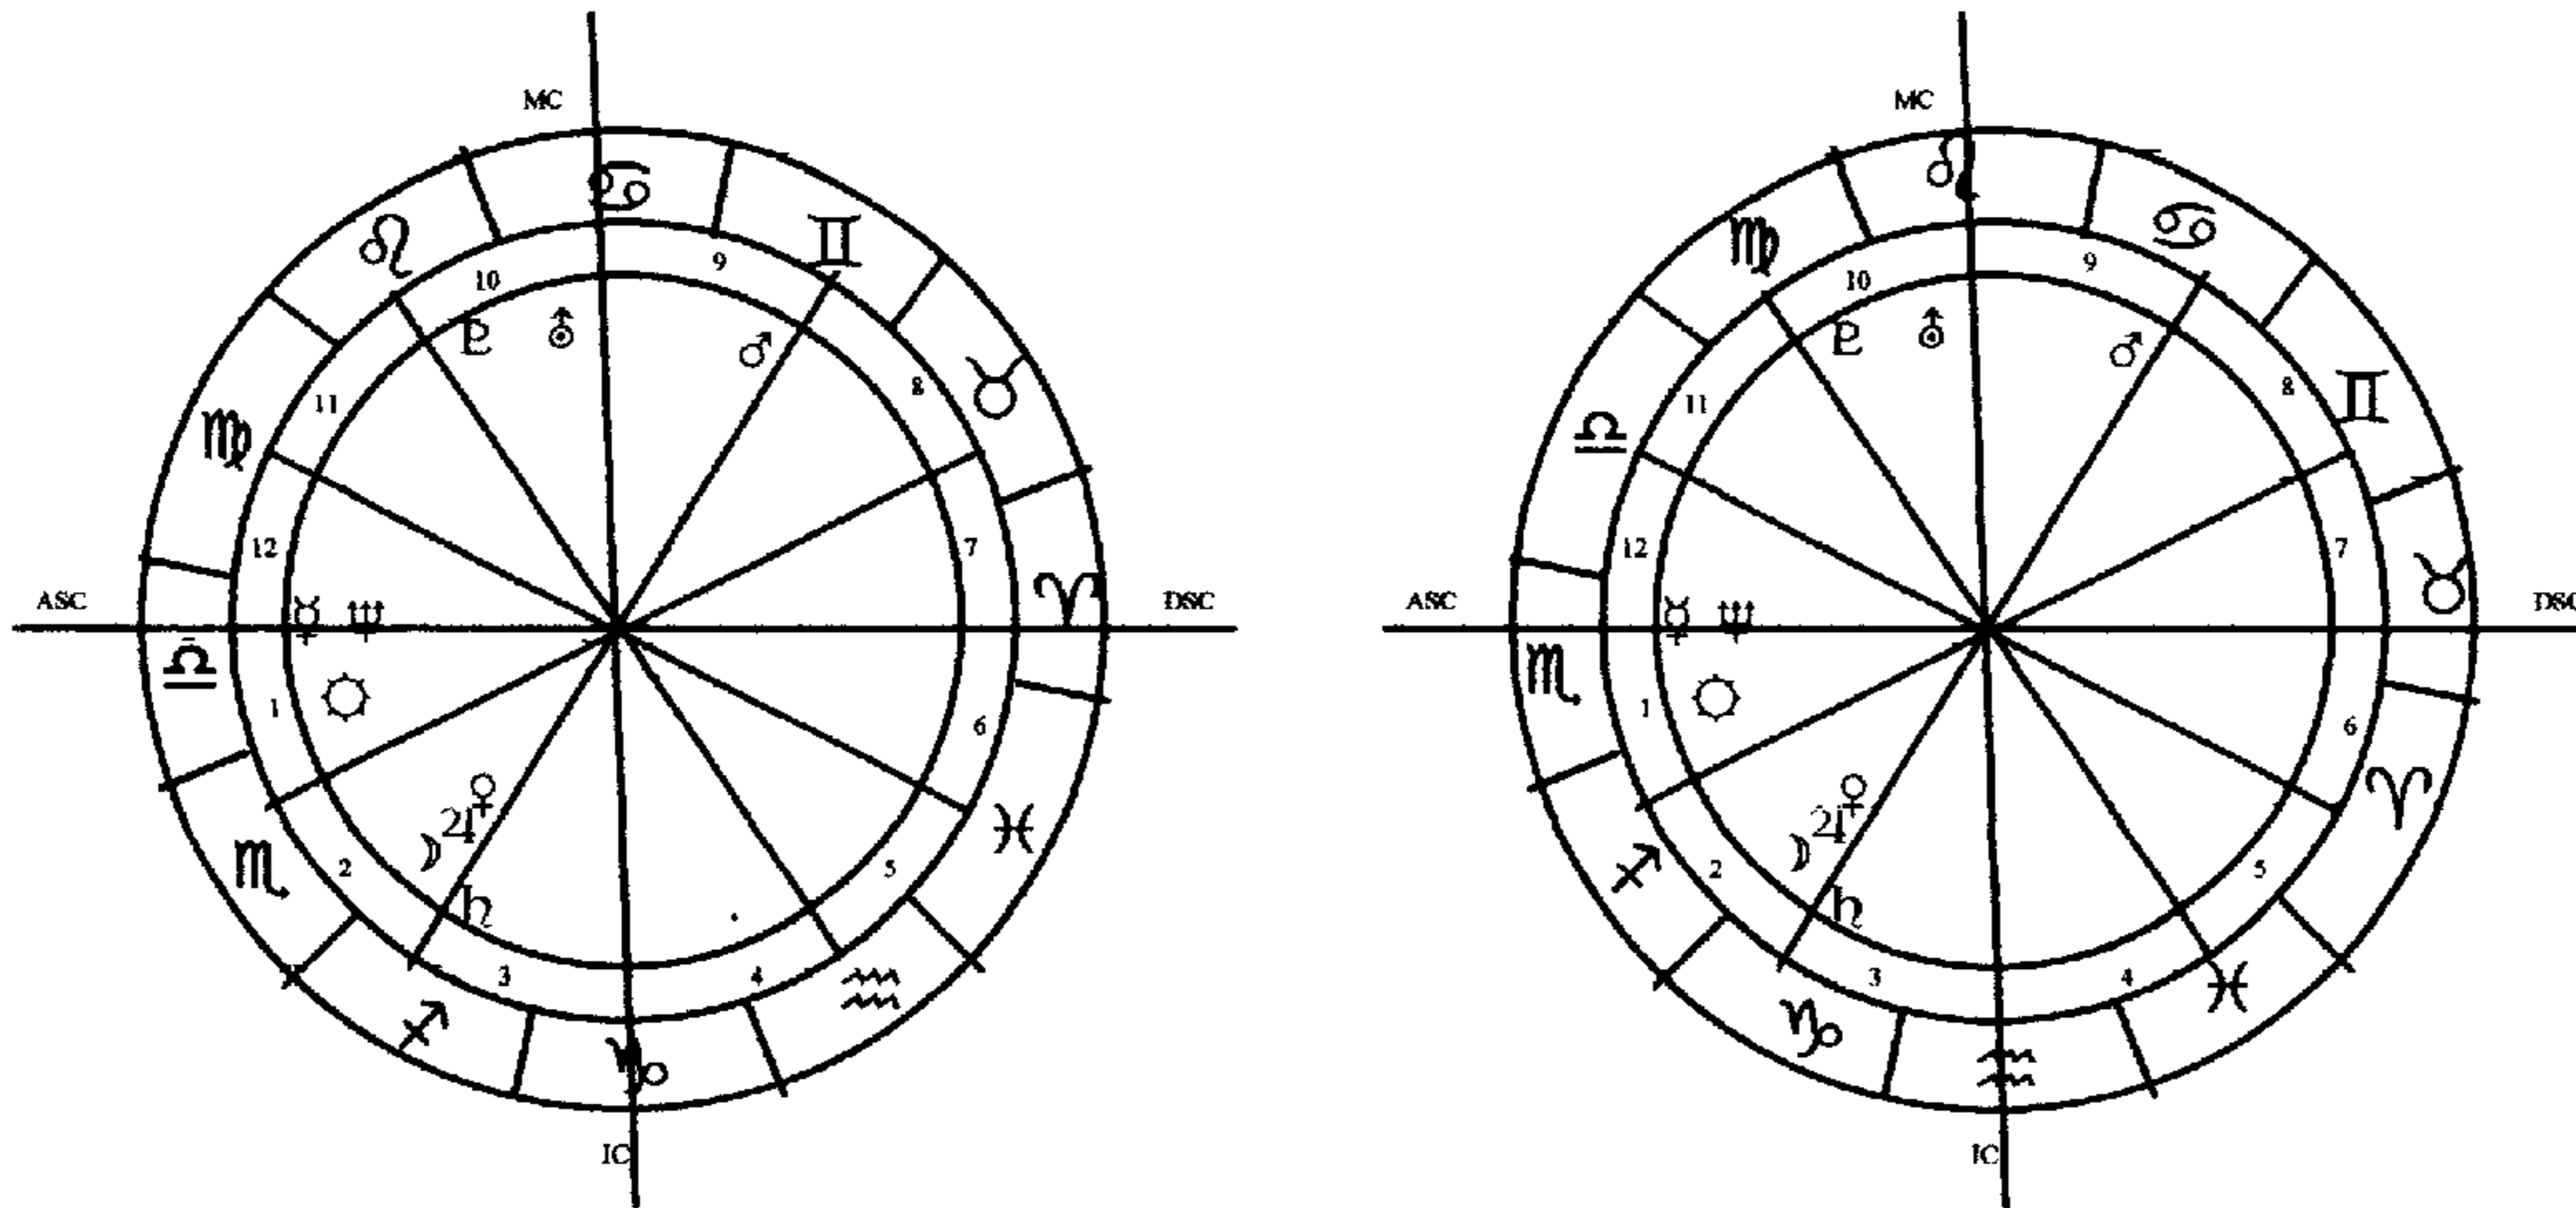 MC
♋ ♊
♌ 10 9
♇ ⛢ ♂
♉
11 8
♍
12 7
ASC ☿ ♆ ♈ DSC
♎ ☉
1 6
♀
♏ 2 ☽ ♃ 5 ♓
♄
3 4 ♒
♐ ♑
IC
MC
♌ ♋
♍ 10 9
♇ ⛢ ♂
♊
11 8
♎
12 7
ASC ☿ ♆ ♉ DSC
♏ ☉
1 6
♀ ♈
♐ 2 ☽ ♃ 5
♄
3 4 ♓
♑ ♒
IC